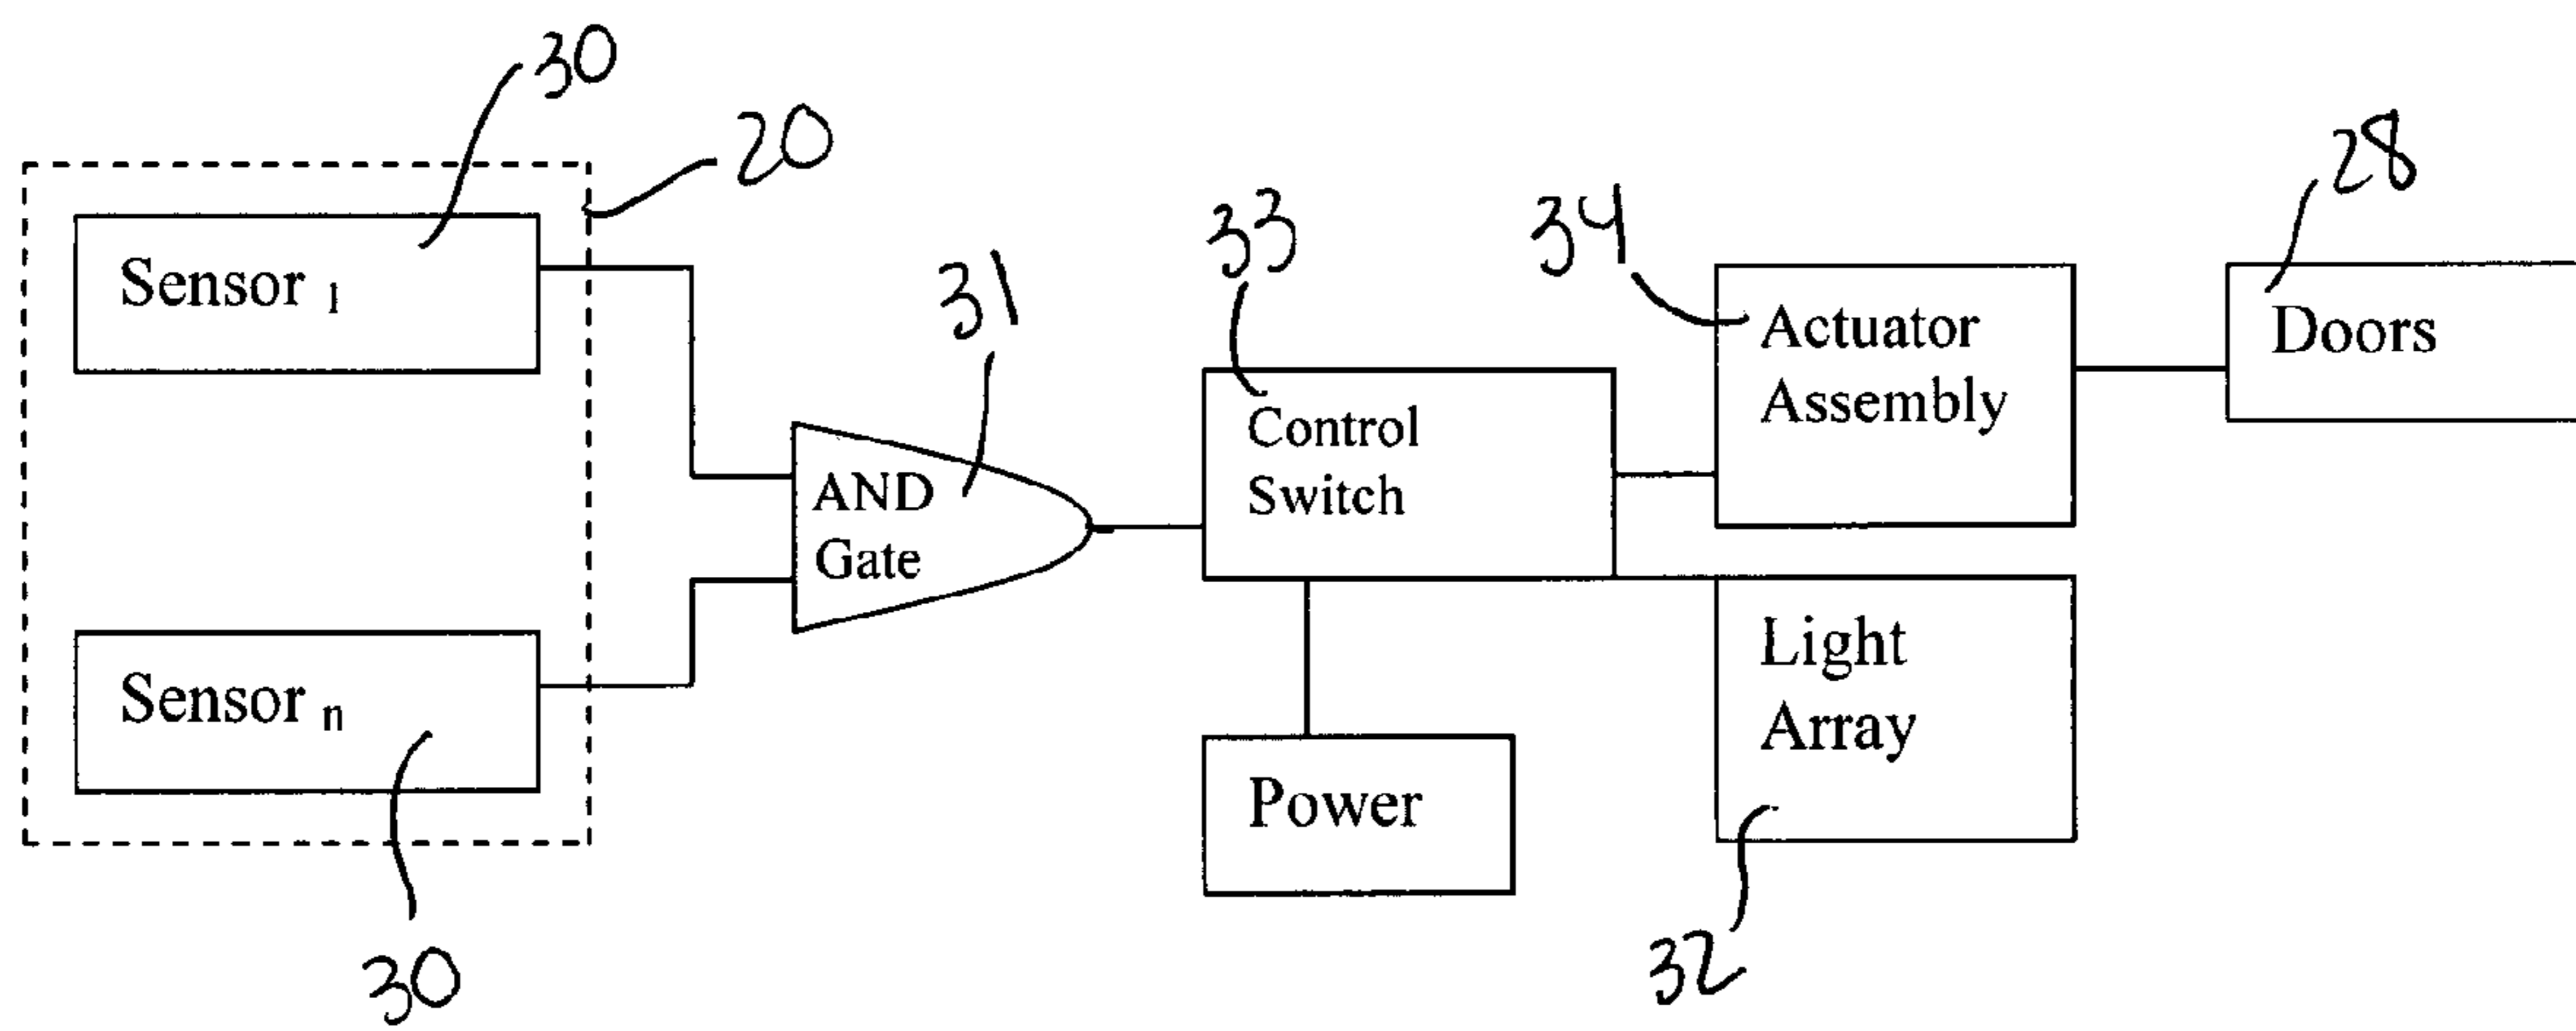 30
20
Sensor 1
31
33
34
28
Actuator
Assembly
Doors
AND
Gate
Control
Switch
Sensor n
30
Power
Light
Array
32